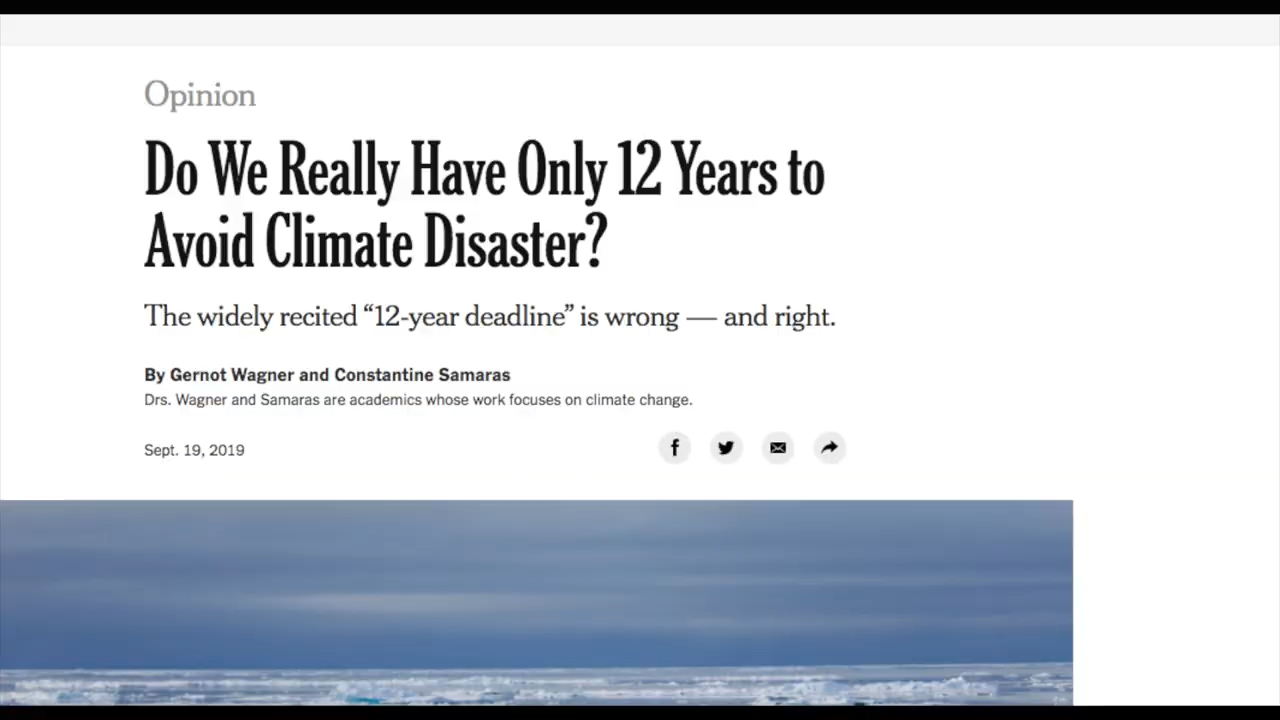 Opinion
Do We Really Have Only 12 Years to
Avoid Climate Disaster?
The widely recited “12-year deadline” is wrong — and right.
By Gernot Wagner and Constantine Samaras
Drs. Wagner and Samaras are academics whose work focuses on climate change.
Sept. 19, 2019